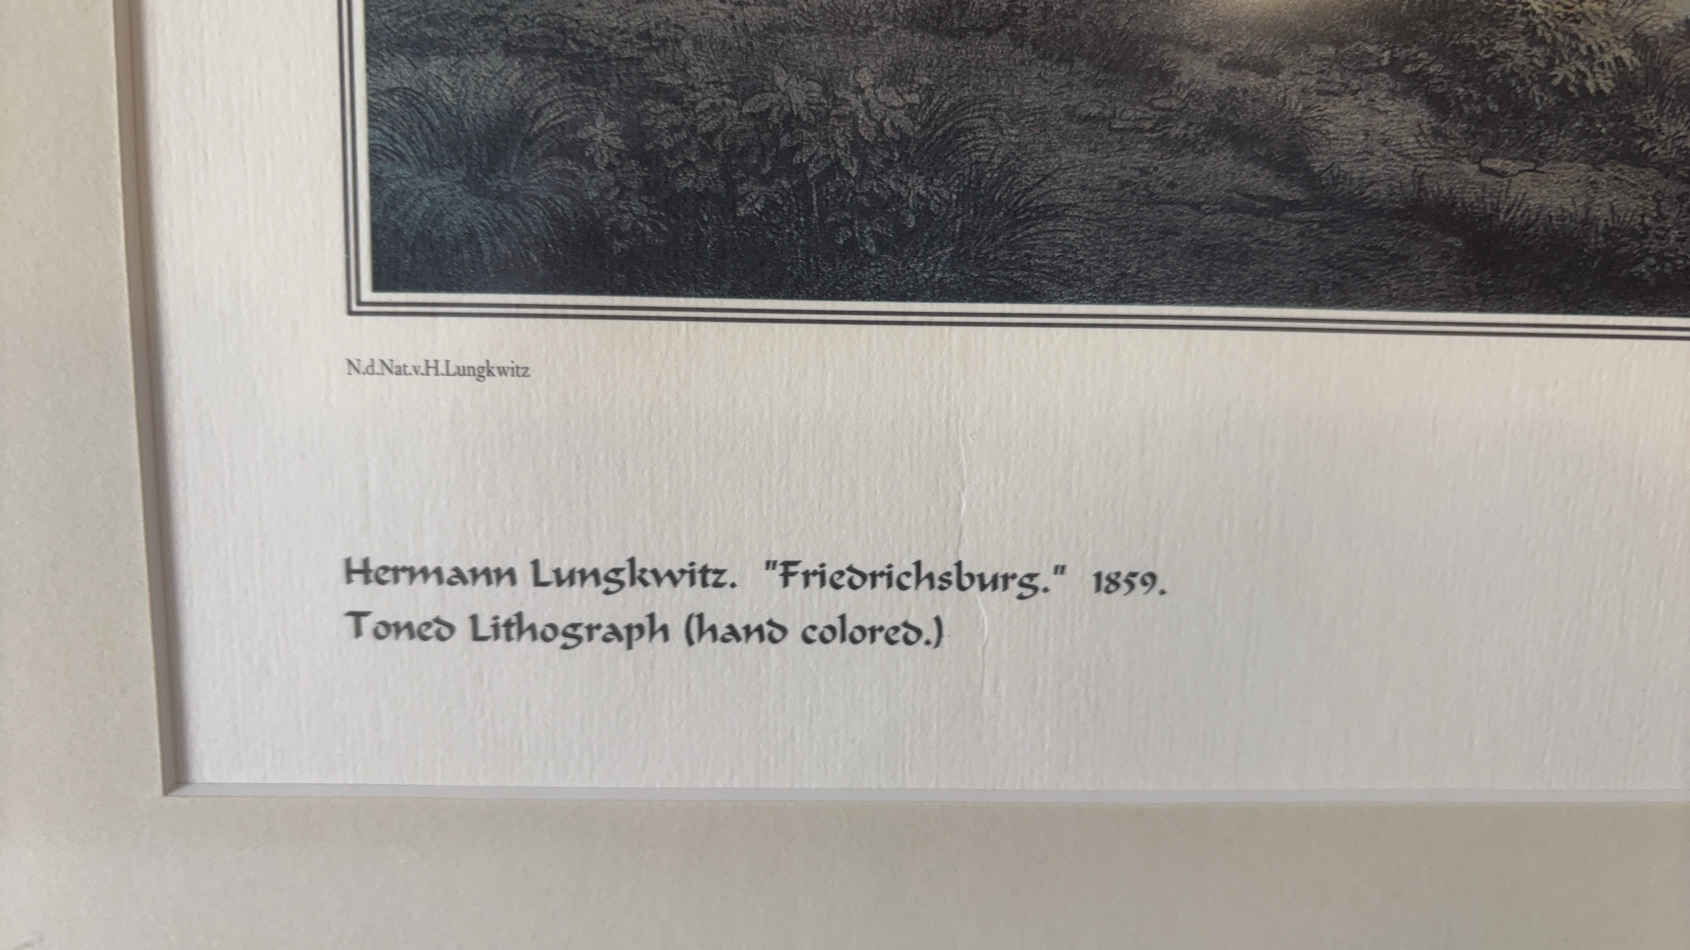 N.d.Nat.v.H.Lungkwitz
Hermann Lungkwitz. "Friedrichsburg." 1859.
Toned Lithograph (hand colored.)